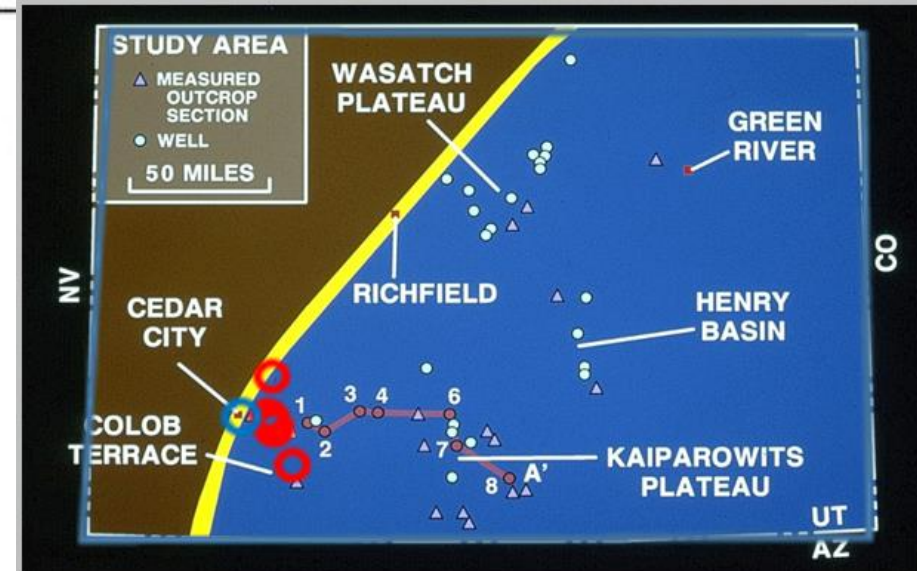 STUDY AREA
MEASURED
OUTCROP
SECTION
WELL
50 MILES
WASATCH
PLATEAU
GREEN
RIVER
NV
CO
RICHFIELD
CEDAR
CITY
HENRY
BASIN
COLOB
TERRACE
1
2
3
4
6
7
8
A'
KAIPAROWITS
PLATEAU
UT
AZ